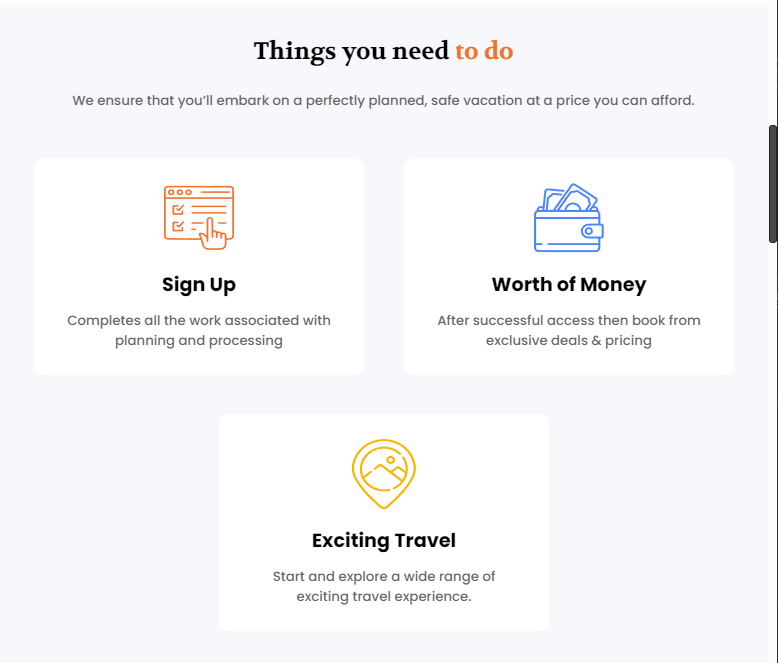 Things you need to do
We ensure that you’ll embark on a perfectly planned, safe vacation at a price you can afford.
Sign Up
Completes all the work associated with
planning and processing
Worth of Money
After successful access then book from
exclusive deals & pricing
Exciting Travel
Start and explore a wide range of
exciting travel experience.